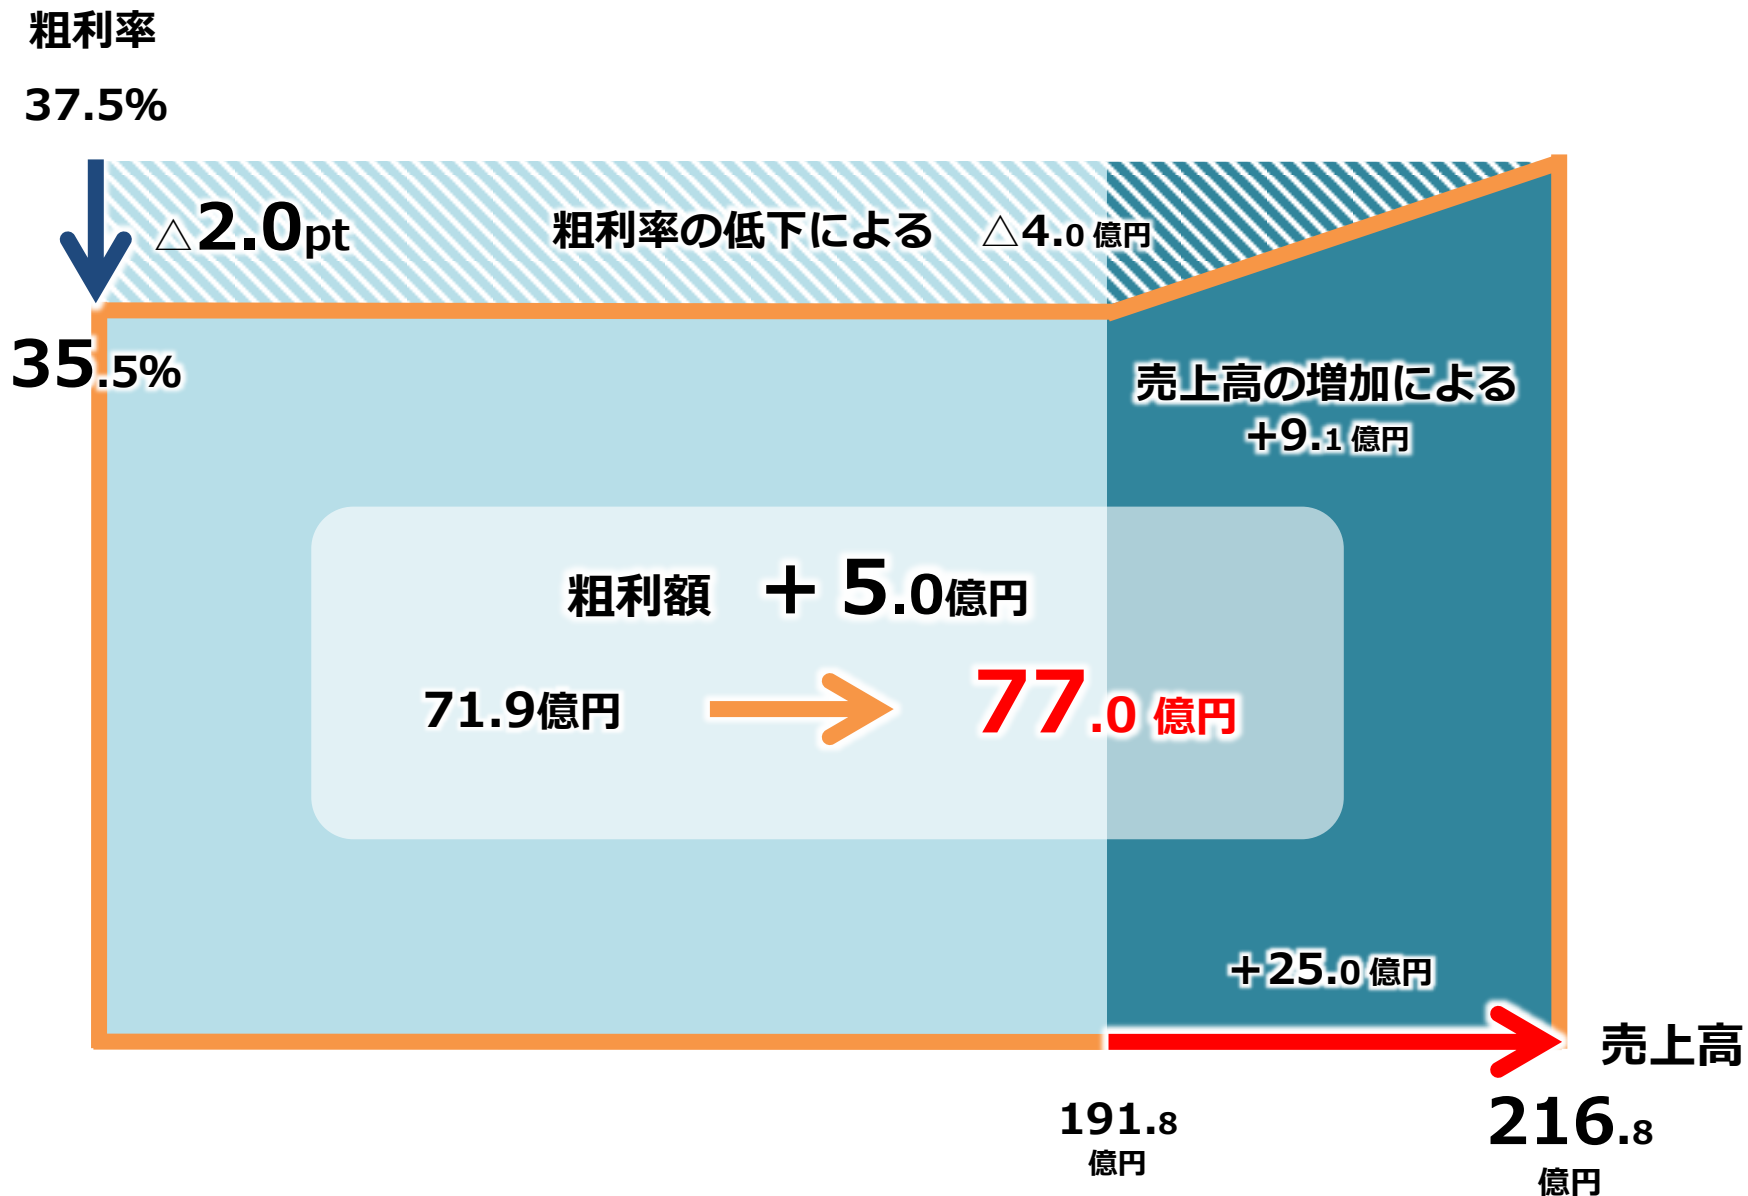 粗利率
37.5%
△2.0pt 粗利率の低下による △4.0億円
35.5%
売上高の増加による
+9.1億円
粗利額 +5.0億円
71.9億円 77.0億円
+25.0億円
売上高
191.8
億円
216.8
億円